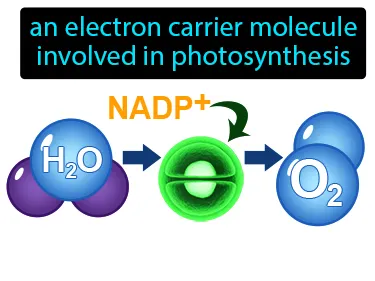 an electron carrier molecule
involved in photosynthesis
NADP⁺
H₂O
O₂